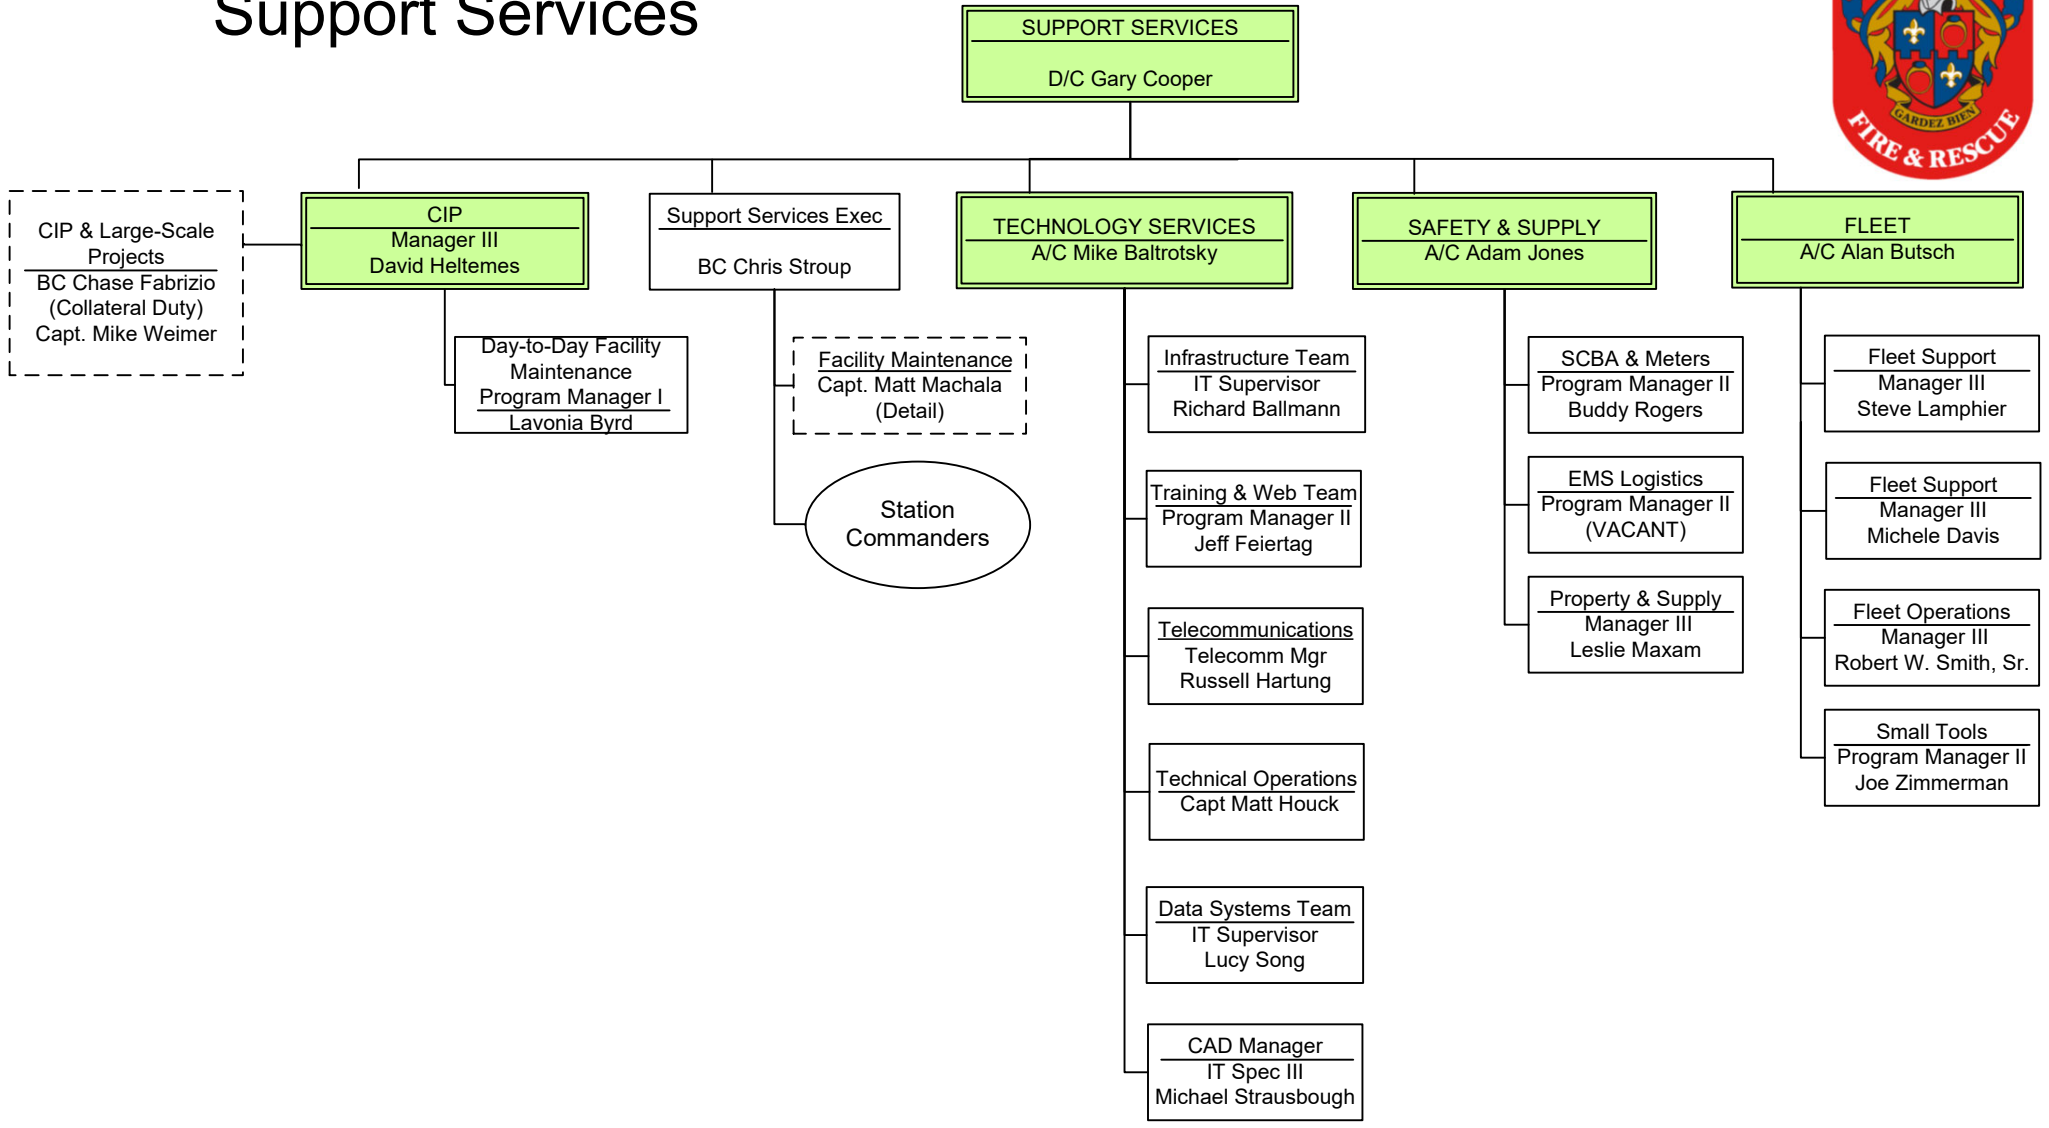 Support Services
SUPPORT SERVICES
D/C Gary Cooper
GARDEZ BIEN
FIRE & RESCUE
CIP & Large-Scale
Projects
BC Chase Fabrizio
(Collateral Duty)
Capt. Mike Weimer
CIP
Manager III
David Heltemes
Day-to-Day Facility
Maintenance
Program Manager I
Lavonia Byrd
Support Services Exec
BC Chris Stroup
Facility Maintenance
Capt. Matt Machala
(Detail)
Station
Commanders
TECHNOLOGY SERVICES
A/C Mike Baltrotsky
Infrastructure Team
IT Supervisor
Richard Ballmann
Training & Web Team
Program Manager II
Jeff Feiertag
Telecommunications
Telecomm Mgr
Russell Hartung
Technical Operations
Capt Matt Houck
Data Systems Team
IT Supervisor
Lucy Song
CAD Manager
IT Spec III
Michael Strausbough
SAFETY & SUPPLY
A/C Adam Jones
SCBA & Meters
Program Manager II
Buddy Rogers
EMS Logistics
Program Manager II
(VACANT)
Property & Supply
Manager III
Leslie Maxam
FLEET
A/C Alan Butsch
Fleet Support
Manager III
Steve Lamphier
Fleet Support
Manager III
Michele Davis
Fleet Operations
Manager III
Robert W. Smith, Sr.
Small Tools
Program Manager II
Joe Zimmerman